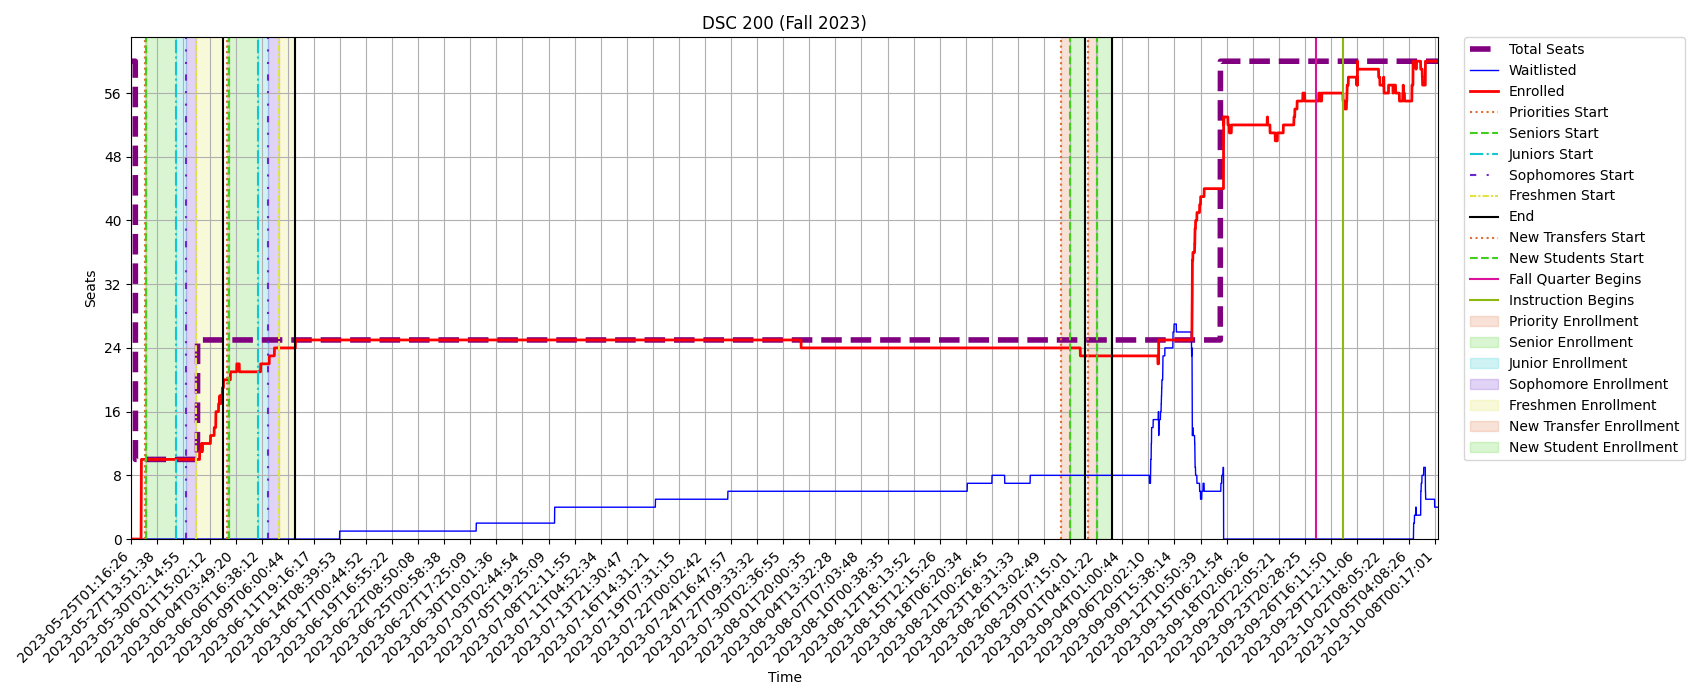 DSC 200 (Fall 2023)
Seats
56
48
40
32
24
16
8
0
2023-05-25T01:16:26
2023-05-27T13:51:38
2023-05-30T02:14:55
2023-06-01T15:02:12
2023-06-04T03:49:20
2023-06-06T16:38:12
2023-06-09T06:00:44
2023-06-11T19:16:17
2023-06-14T08:39:53
2023-06-17T00:44:52
2023-06-19T16:55:22
2023-06-22T08:50:08
2023-06-25T00:58:38
2023-06-27T17:25:09
2023-06-30T10:01:36
2023-07-03T02:44:54
2023-07-05T19:25:09
2023-07-08T12:11:55
2023-07-11T04:52:34
2023-07-13T21:30:47
2023-07-16T14:31:21
2023-07-19T07:31:15
2023-07-22T00:02:42
2023-07-24T16:47:57
2023-07-27T09:33:32
2023-07-30T02:36:55
2023-08-01T20:00:35
2023-08-04T13:32:28
2023-08-07T07:03:48
2023-08-10T00:38:35
2023-08-12T18:13:52
2023-08-15T12:15:26
2023-08-18T06:20:34
2023-08-21T00:26:45
2023-08-23T18:31:33
2023-08-26T13:02:49
2023-08-29T07:15:01
2023-09-01T04:01:22
2023-09-04T01:00:44
2023-09-06T20:02:10
2023-09-09T15:38:14
2023-09-12T10:50:39
2023-09-15T06:21:54
2023-09-18T02:06:26
2023-09-20T22:05:21
2023-09-23T20:28:25
2023-09-26T16:11:50
2023-09-29T12:11:06
2023-10-02T08:05:22
2023-10-05T04:08:26
2023-10-08T00:17:01
Time
Total Seats
Waitlisted
Enrolled
Priorities Start
Seniors Start
Juniors Start
Sophomores Start
Freshmen Start
End
New Transfers Start
New Students Start
Fall Quarter Begins
Instruction Begins
Priority Enrollment
Senior Enrollment
Junior Enrollment
Sophomore Enrollment
Freshmen Enrollment
New Transfer Enrollment
New Student Enrollment